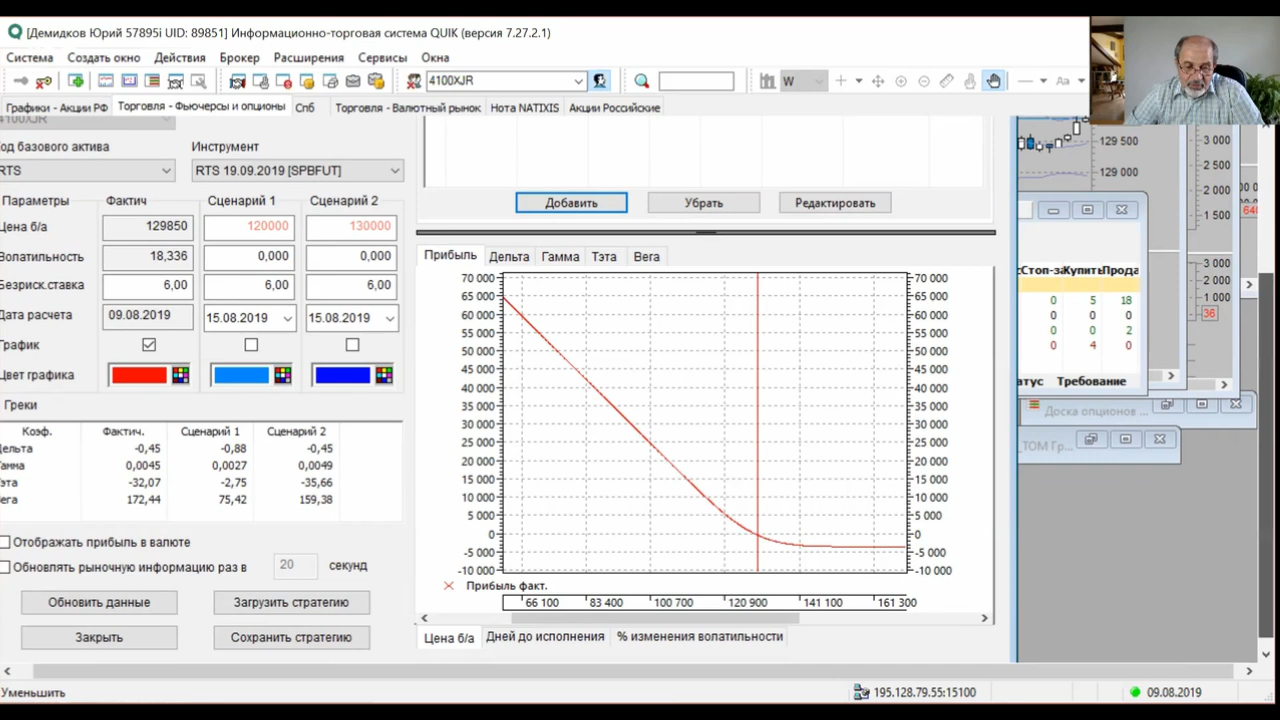 [Демидков Юрий 57895i UID: 89851] Информационно-торговая система QUIK (версия 7.27.2.1)
Система Создать окно Действия Брокер Расширения Сервисы Окна
4100XJR W Aa
Графики - Акции РФ Торговля - Фьючерсы и опционы Спб Торговля - Валютный рынок Нота NATIXIS Акции Российские
4100XJR
од базового актива Инструмент
RTS RTS 19.09.2019 [SPBFUT]
Параметры Фактич Сценарий 1 Сценарий 2
Цена б/а 129850 120000 130000
Волатильность 18,336 0,000 0,000
Безриск.ставка 6,00 6,00 6,00
Дата расчета 09.08.2019 15.08.2019 15.08.2019
График
Цвет графика
Греки
Коэф. Фактич. Сценарий 1 Сценарий 2
Дельта -0,45 -0,88 -0,45
амма 0,0045 0,0027 0,0049
эта -32,07 -2,75 -35,66
ега 172,44 75,42 159,38
Отображать прибыль в валюте
Обновлять рыночную информацию раз в 20 секунд
Обновить данные Загрузить стратегию
Закрыть Сохранить стратегию
Добавить Убрать Редактировать
Прибыль Дельта Гамма Тэта Вега
70 000 70 000
65 000 65 000
60 000 60 000
55 000 55 000
50 000 50 000
45 000 45 000
40 000 40 000
35 000 35 000
30 000 30 000
25 000 25 000
20 000 20 000
15 000 15 000
10 000 10 000
5 000 5 000
0 0
-5 000 -5 000
-10 000 -10 000
Прибыль факт.
66 100 83 400 100 700 120 900 141 100 161 300
Цена б/а Дней до исполнения % изменения волатильности
129 500
129 000
3 000
2 500
2 000
1 500
Стоп-за Купить Прода
0 5 18
0 0 0
0 0 2
0 4 0
атус Требование
3 000
2 000
1 000
36
Доска опционов ...
_TOM Гр...
Уменьшить 195.128.79.55:15100 09.08.2019